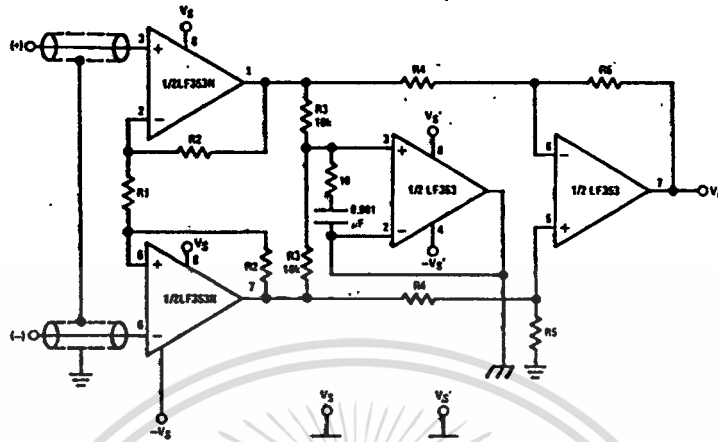 VS
8
(+)
3
+
1
R4
R5
1/2LF353N
2
−
R3
10k
VS'
8
R2
3
+
6
−
10
1/2 LF353
7
R1
0.001
µF
1/2 LF353
2
−
4
5
+
VS
8
−VS'
R3
10k
6
+
R2
7
R4
1/2LF353N
(−)
6
−
R5
−VS
VS
VS'